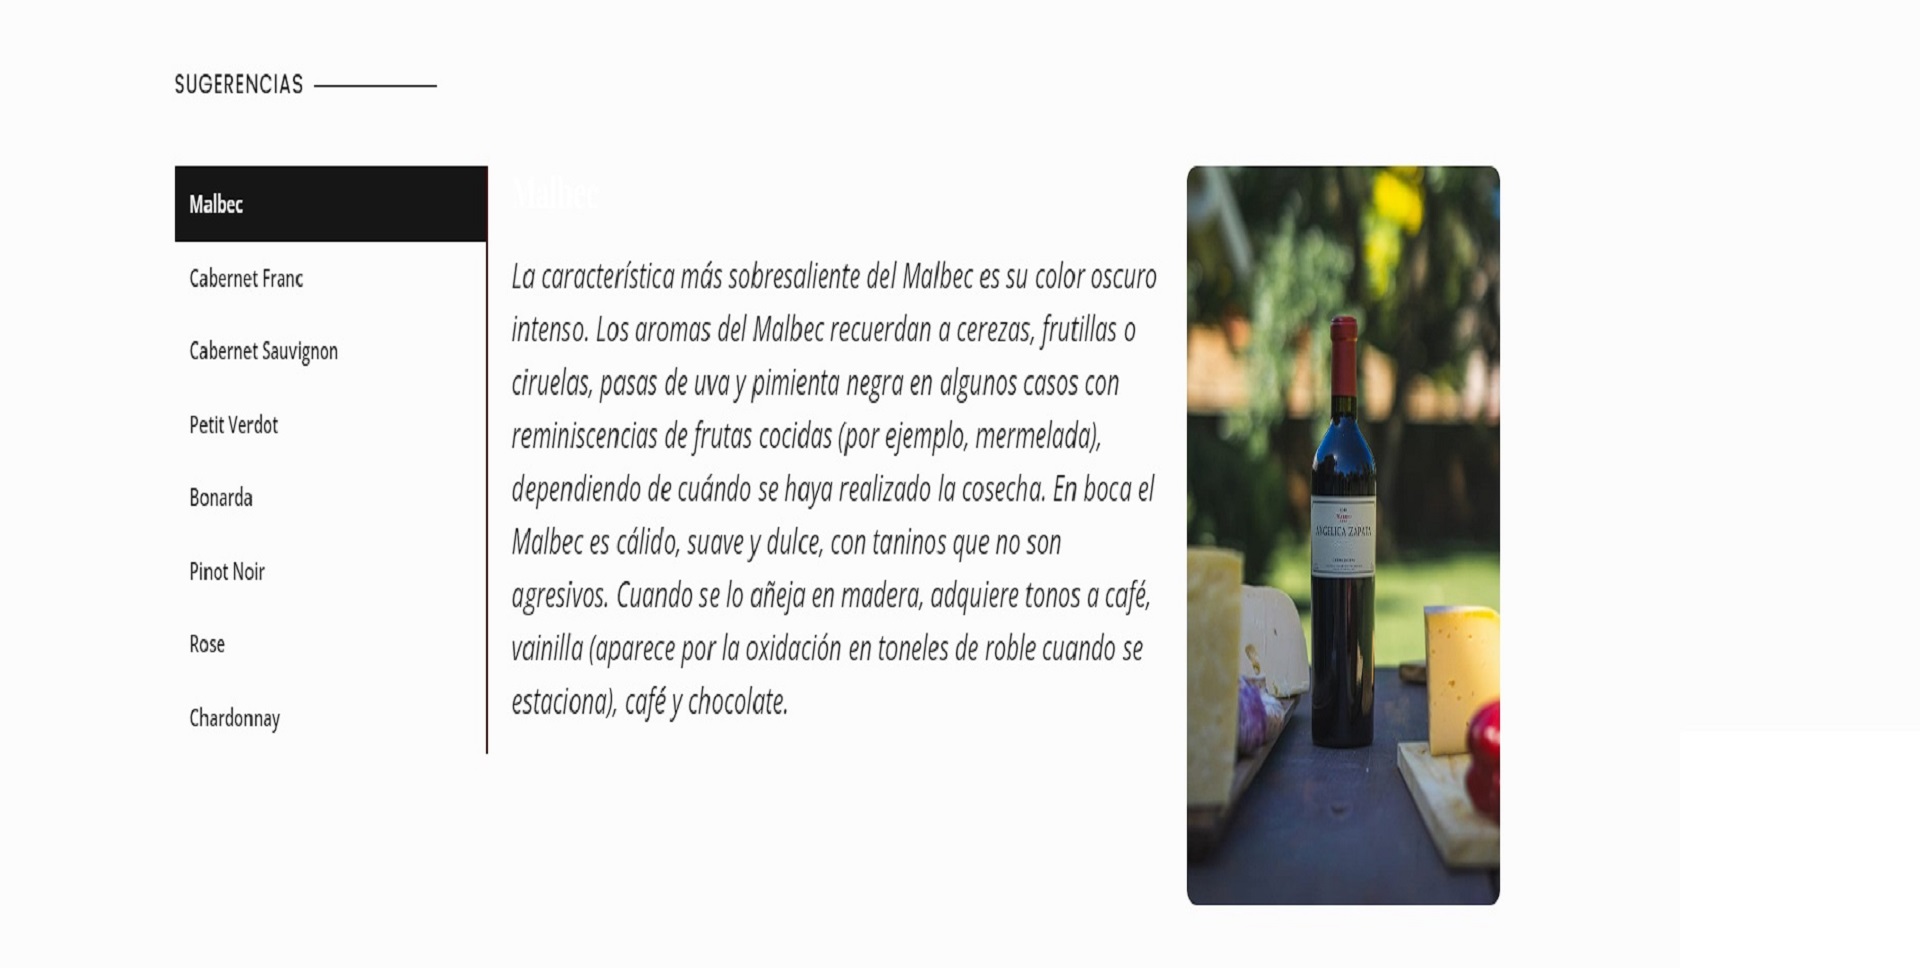 SUGERENCIAS
Malbec
Cabernet Franc
Cabernet Sauvignon
Petit Verdot
Bonarda
Pinot Noir
Rose
Chardonnay
Malbec
La característica más sobresaliente del Malbec es su color oscuro
intenso. Los aromas del Malbec recuerdan a cerezas, frutillas o
ciruelas, pasas de uva y pimienta negra en algunos casos con
reminiscencias de frutas cocidas (por ejemplo, mermelada),
dependiendo de cuándo se haya realizado la cosecha. En boca el
Malbec es cálido, suave y dulce, con taninos que no son
agresivos. Cuando se lo añeja en madera, adquiere tonos a café,
vainilla (aparece por la oxidación en toneles de roble cuando se
estaciona), café y chocolate.
ANGELICA ZAPATA